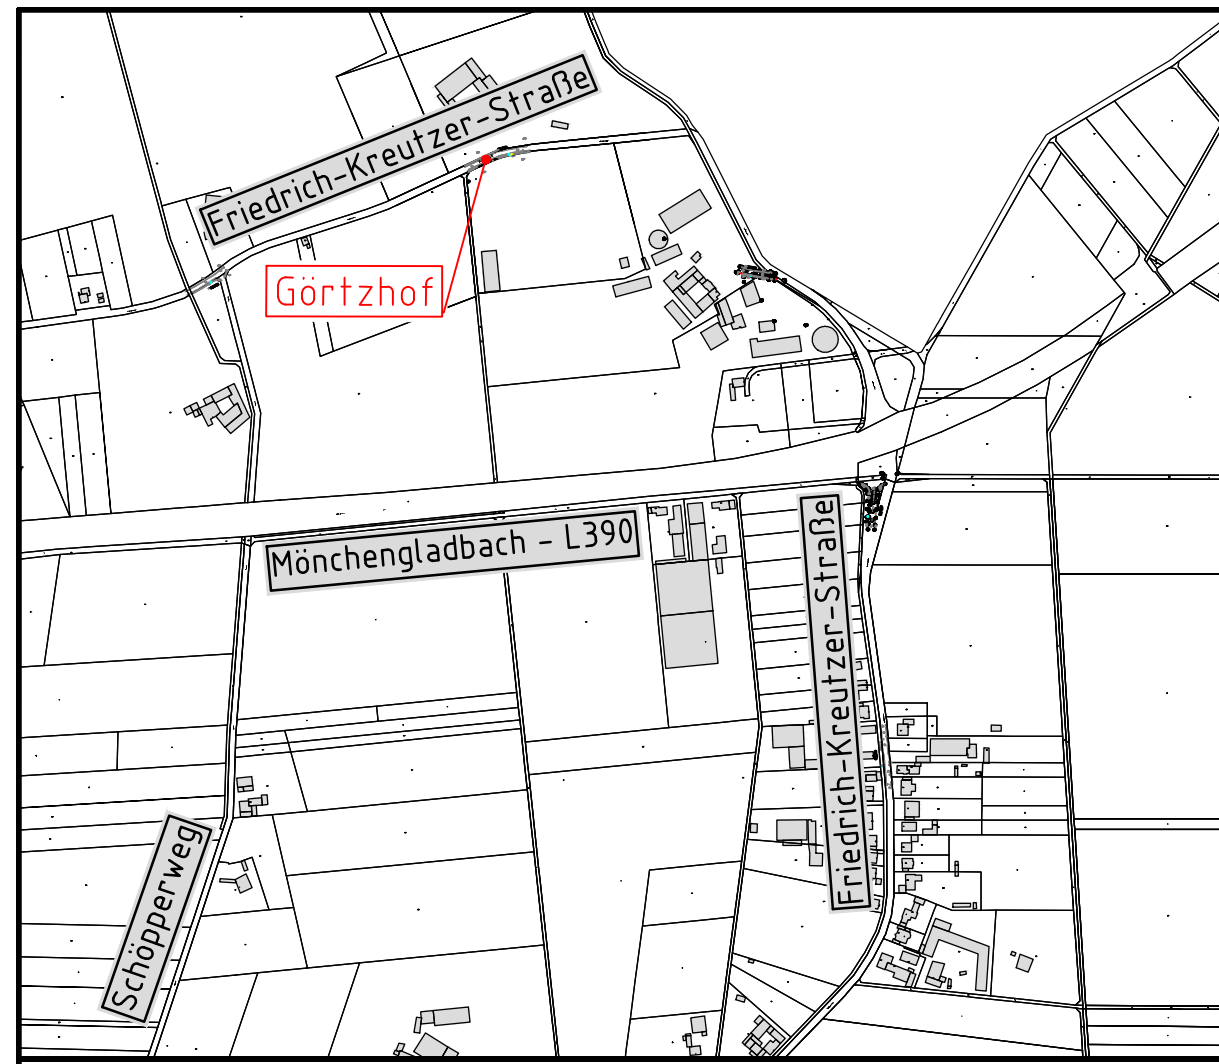 Friedrich-Kreutzer-Straße
Görtzhof
Mönchengladbach - L390
Friedrich-Kreutzer-Straße
Schöpperweg